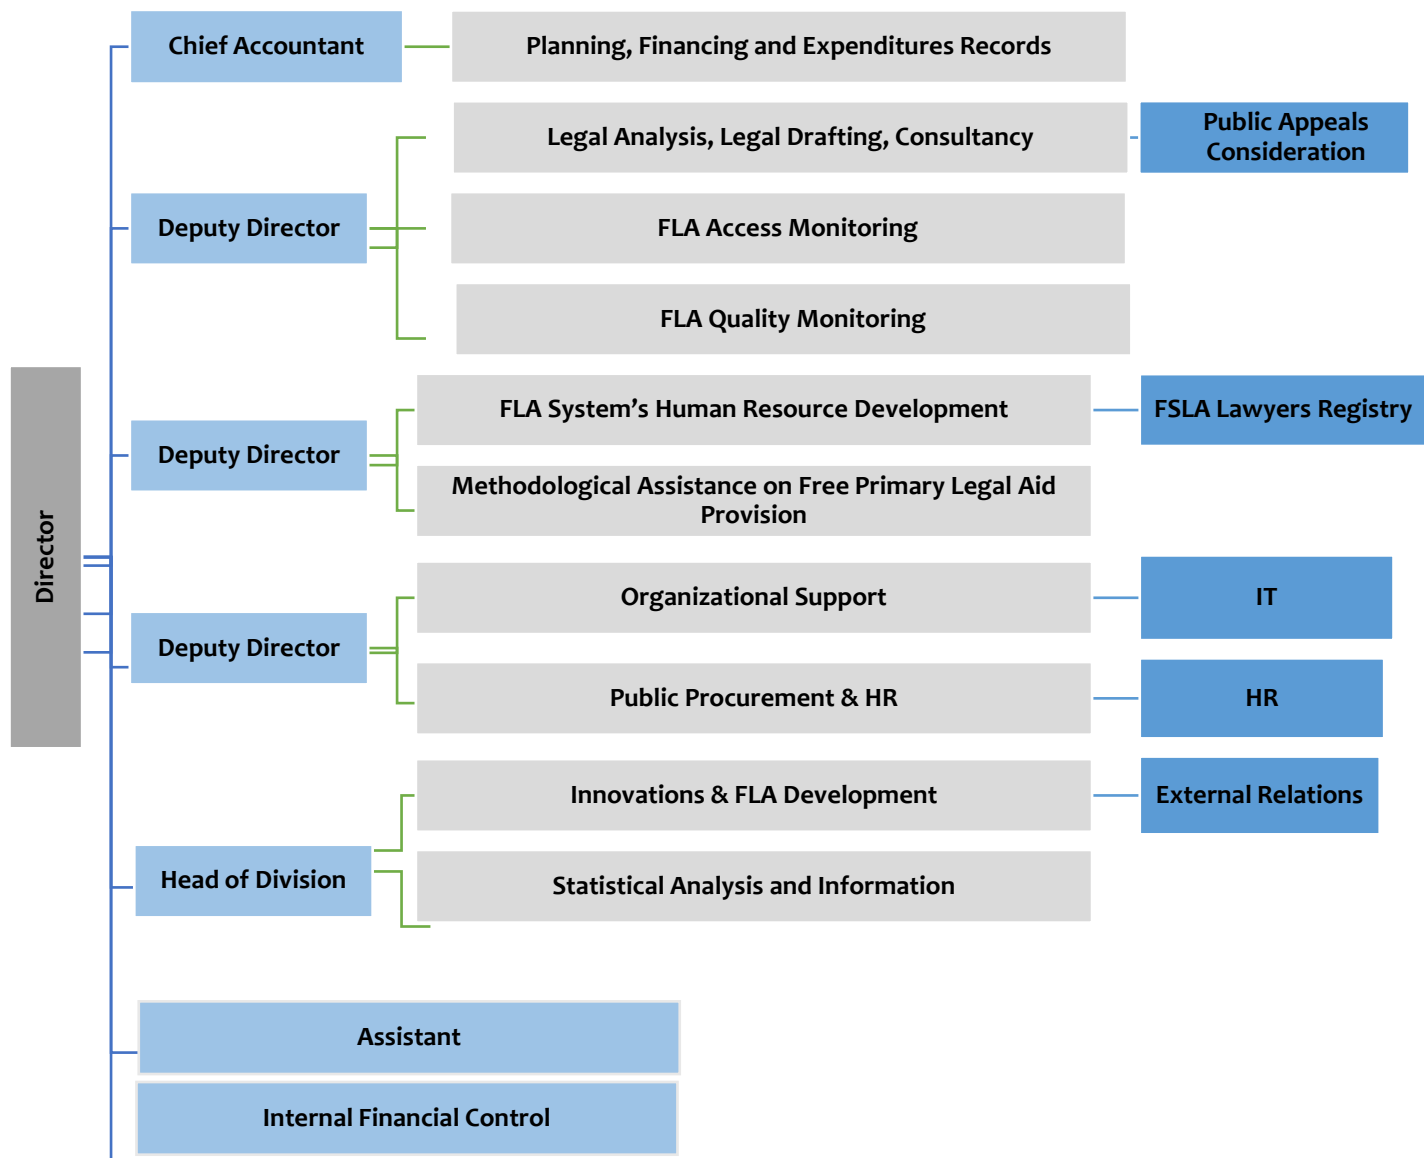 Director
Chief Accountant
Planning, Financing and Expenditures Records
Deputy Director
Legal Analysis, Legal Drafting, Consultancy
Public Appeals
Consideration
FLA Access Monitoring
FLA Quality Monitoring
Deputy Director
FLA System’s Human Resource Development
FSLA Lawyers Registry
Methodological Assistance on Free Primary Legal Aid
Provision
Deputy Director
Organizational Support
IT
Public Procurement & HR
HR
Head of Division
Innovations & FLA Development
External Relations
Statistical Analysis and Information
Assistant
Internal Financial Control